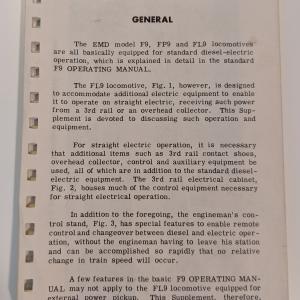 GENERAL
The EMD model F9, FP9 and FL9 locomotives
are all basically equipped for standard diesel-electric
operation, which is explained in detail in the standard
F9 OPERATING MANUAL.
The FL9 locomotive, Fig. 1, however, is designed
to accommodate additional electric equipment to enable
it to operate on straight electric, receiving such power
from a 3rd rail or an overhead collector. This Sup-
plement is devoted to discussing such operation and
equipment.
For straight electric operation, it is necessary
that additional items such as 3rd rail contact shoes,
overhead collector, control and auxiliary equipment be
used, all of which are in addition to the standard diesel-
electric equipment. The 3rd rail electrical cabinet,
Fig. 2, houses much of the control equipment necessary
for straight electrical operation.
In addition to the foregoing, the engineman's con-
trol stand, Fig. 3, has special features to enable remote
control and changeover between diesel and electric oper-
ation, without the engineman having to leave his station
and can be accomplished so rapidly that no relative
change in train speed will occur.
A few features in the basic F9 OPERATING MAN-
UAL may not apply to the FL9 locomotive equipped for
external power pickup. This Supplement, therefore,